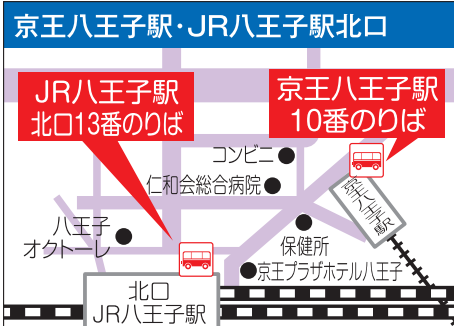 京王八王子駅・JR八王子駅北口
JR八王子駅
北口13番のりば
京王八王子駅
10番のりば
コンビニ
仁和会総合病院
京王八王子駅
八王子
オクトーレ
保健所
京王プラザホテル八王子
北口
JR八王子駅